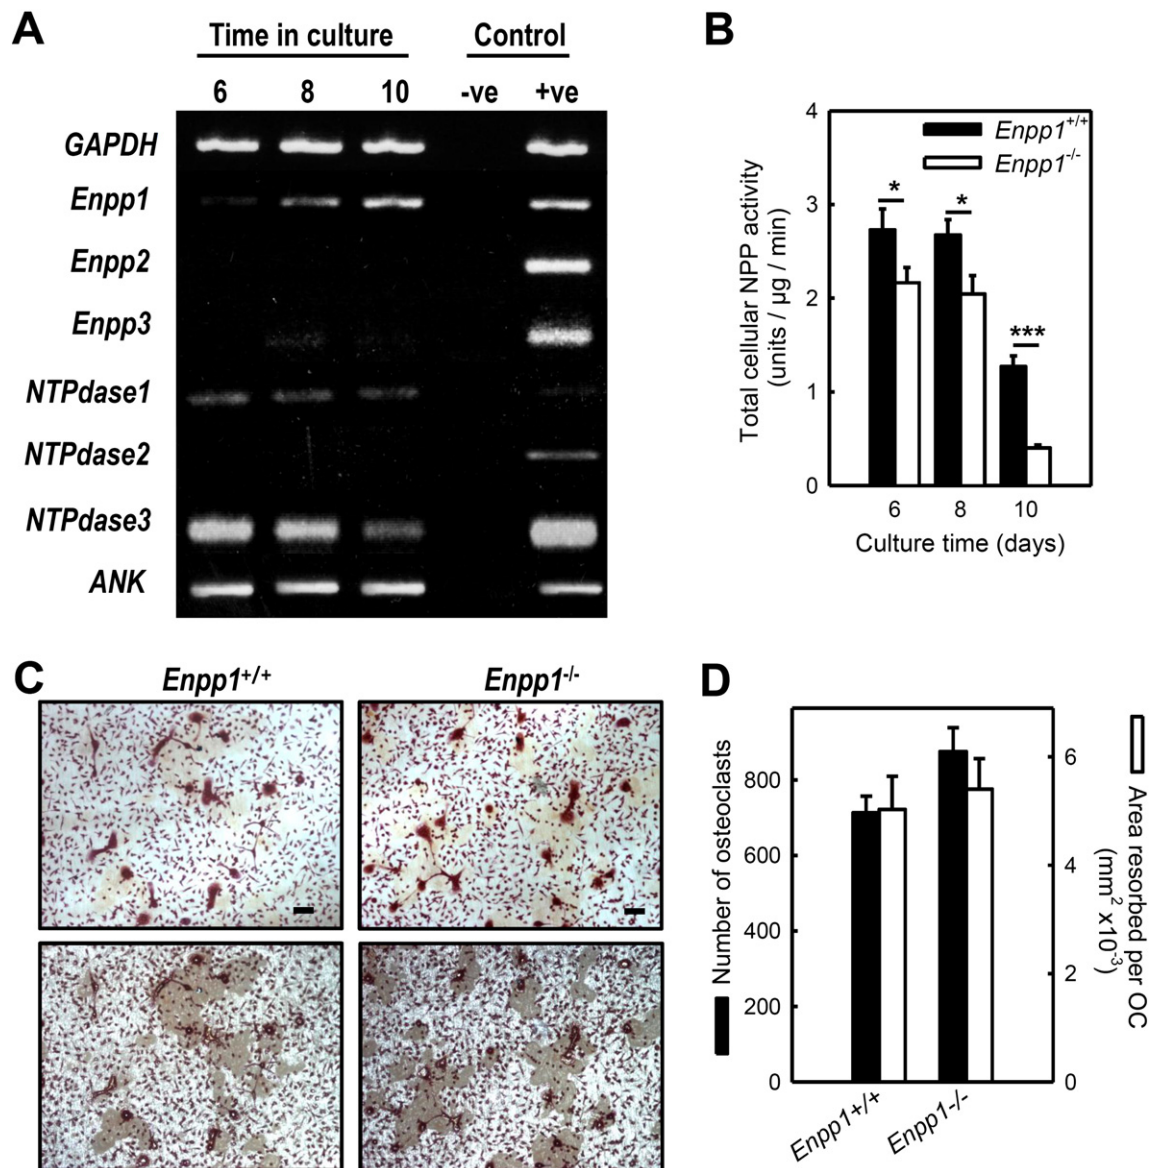 A
Time in culture Control
6 8 10 -ve +ve
GAPDH
Enpp1
Enpp2
Enpp3
NTPdase1
NTPdase2
NTPdase3
ANK
B
Total cellular NPP activity
(units / µg / min)
4
3
2
1
0
Enpp1+/+
Enpp1-/-
*
*
***
6 8 10
Culture time (days)
C
Enpp1+/+ Enpp1-/-
D
Number of osteoclasts
800
600
400
200
0
6
4
2
0
Area resorbed per OC
(mm² x10⁻³)
Enpp1+/+
Enpp1-/-